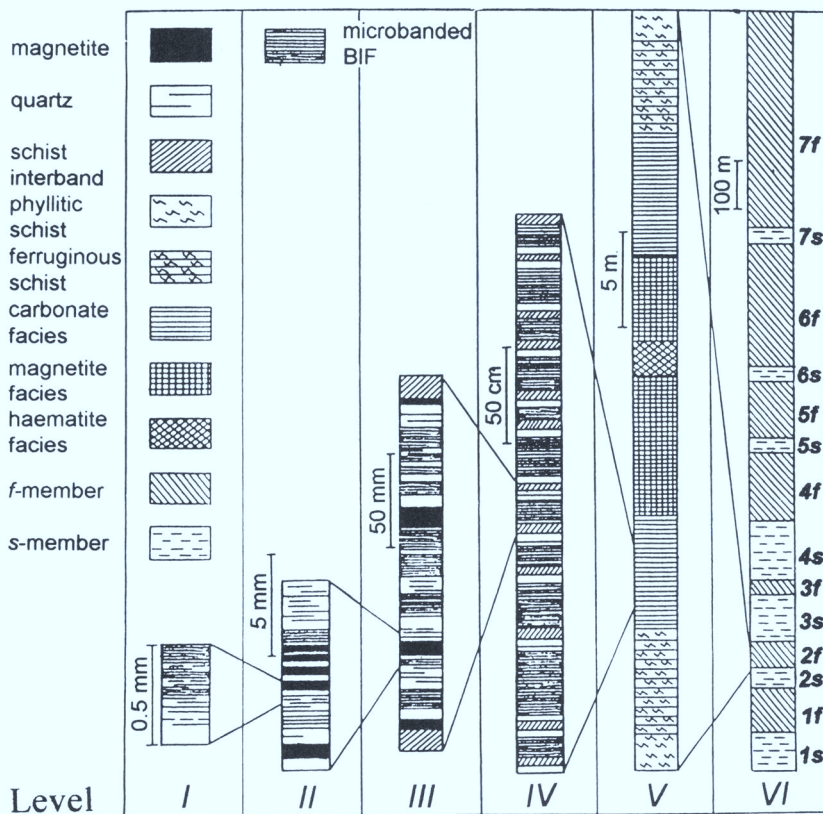 magnetite
quartz
schist
interband
phyllitic
schist
ferruginous
schist
carbonate
facies
magnetite
facies
haematite
facies
f-member
s-member
microbanded
BIF
0.5 mm
5 mm
50 mm
50 cm
5 m
100 m
7f
7s
6f
6s
5f
5s
4f
4s
3f
3s
2f
2s
1f
1s
Level I II III IV V VI